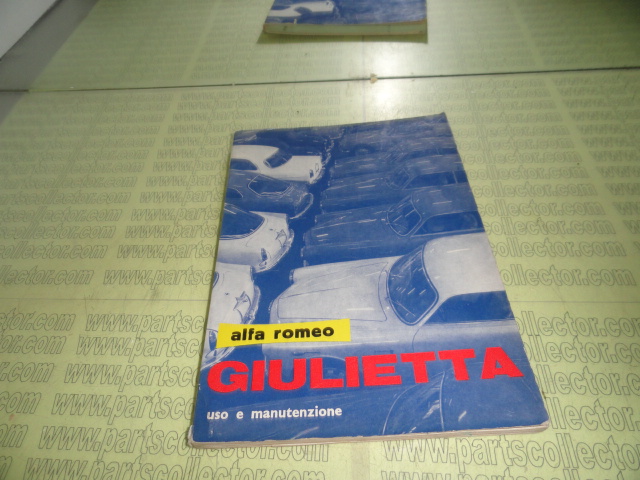 alfa romeo
GIULIETTA
uso e manutenzione
www.partscollector.com